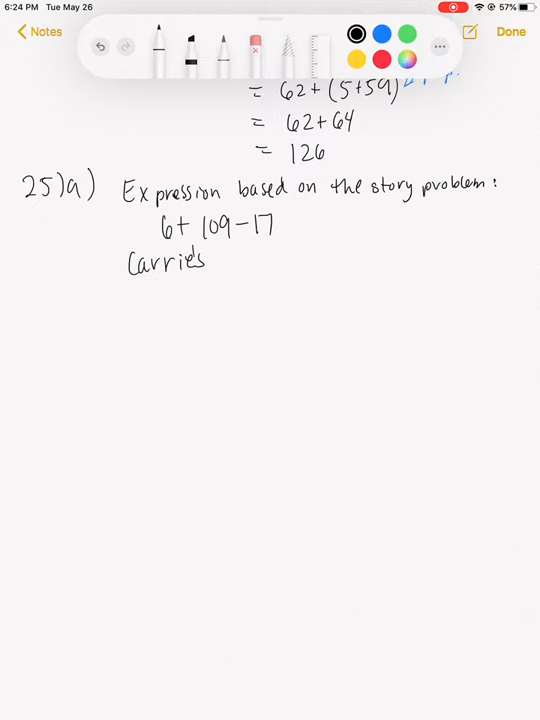 6:24 PM Tue May 26
57%
Notes
Done
= 62+(5+59)
= 62+64
= 126
25)a) Expression based on the story problem:
6+ 109-17
Carrie's